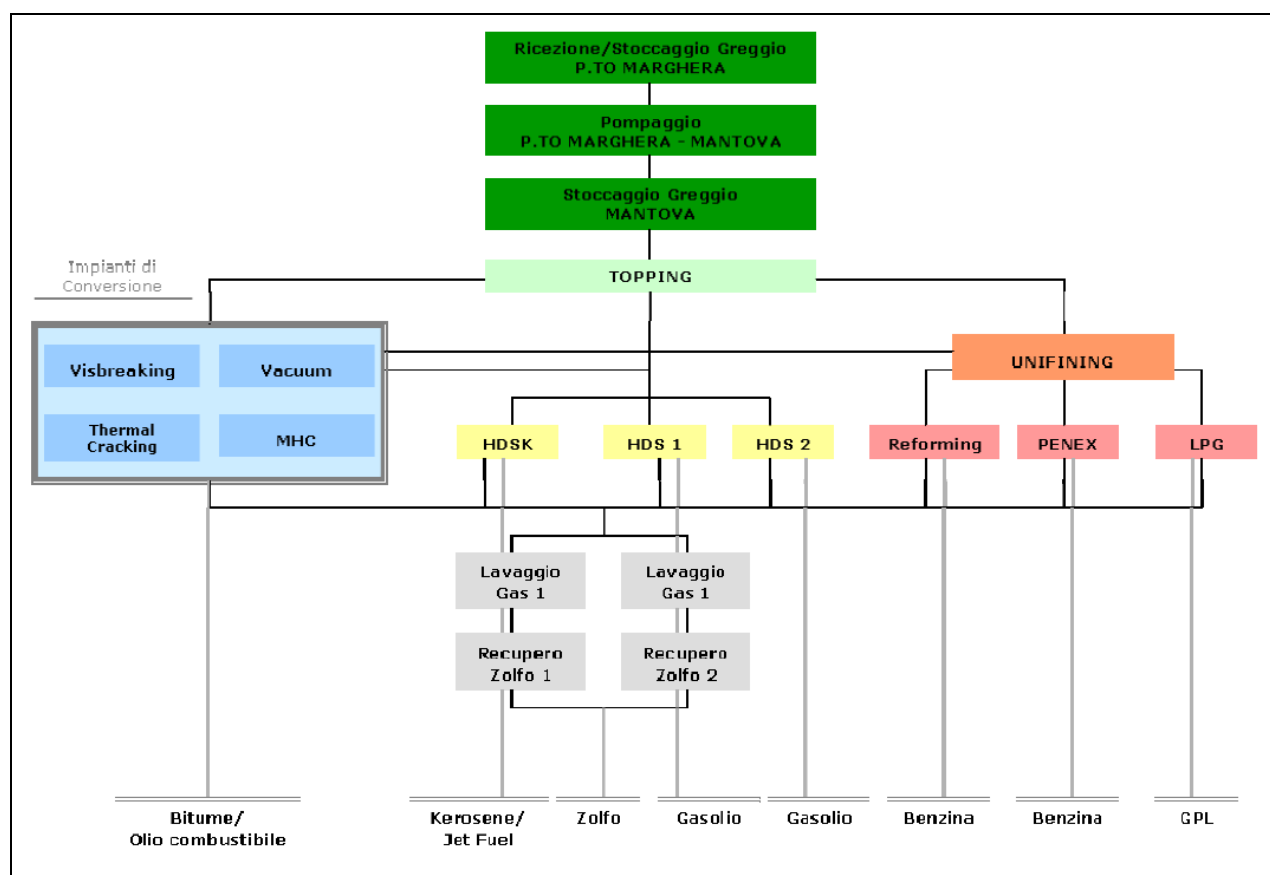 Ricezione/Stoccaggio Greggio
P.TO MARGHERA
Pompaggio
P.TO MARGHERA - MANTOVA
Stoccaggio Greggio
MANTOVA
Impianti di
Conversione
TOPPING
Visbreaking
Vacuum
Thermal
Cracking
MHC
UNIFINING
HDSK
HDS 1
HDS 2
Reforming
PENEX
LPG
Lavaggio
Gas 1
Lavaggio
Gas 1
Recupero
Zolfo 1
Recupero
Zolfo 2
Bitume/
Olio combustibile
Kerosene/
Jet Fuel
Zolfo
Gasolio
Gasolio
Benzina
Benzina
GPL